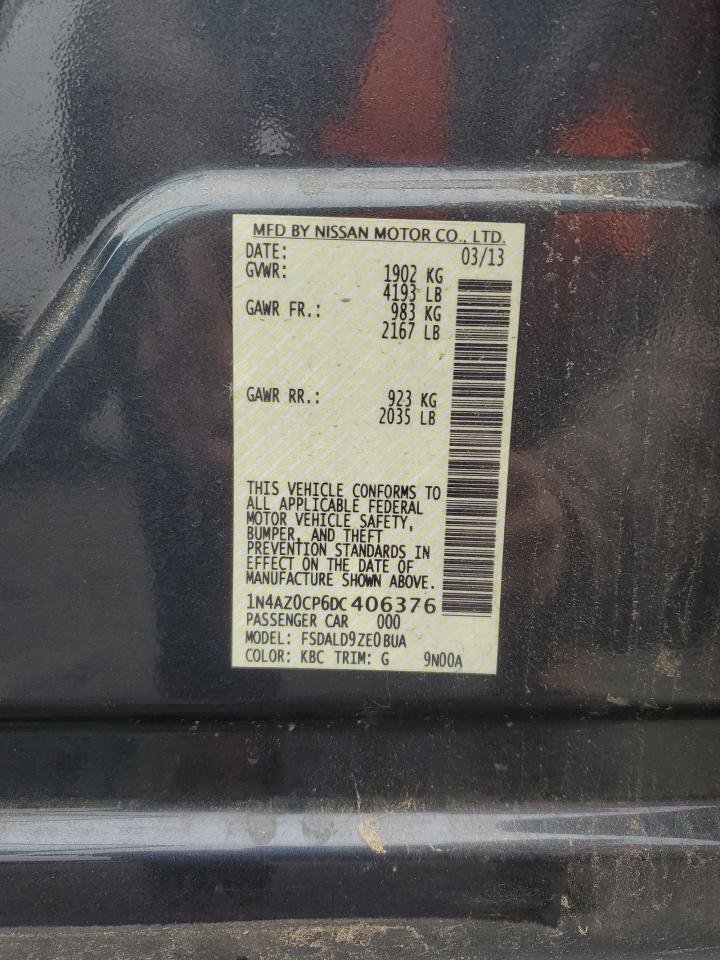 MFD BY NISSAN MOTOR CO., LTD.
DATE: 03/13
GVWR: 1902 KG
4193 LB
GAWR FR.: 983 KG
2167 LB
GAWR RR.: 923 KG
2035 LB
THIS VEHICLE CONFORMS TO
ALL APPLICABLE FEDERAL
MOTOR VEHICLE SAFETY,
BUMPER, AND THEFT
PREVENTION STANDARDS IN
EFFECT ON THE DATE OF
MANUFACTURE SHOWN ABOVE.
1N4AZ0CP6DC406376
PASSENGER CAR 000
MODEL: FSDALD9ZE0BUA
COLOR: KBC TRIM: G 9N00A